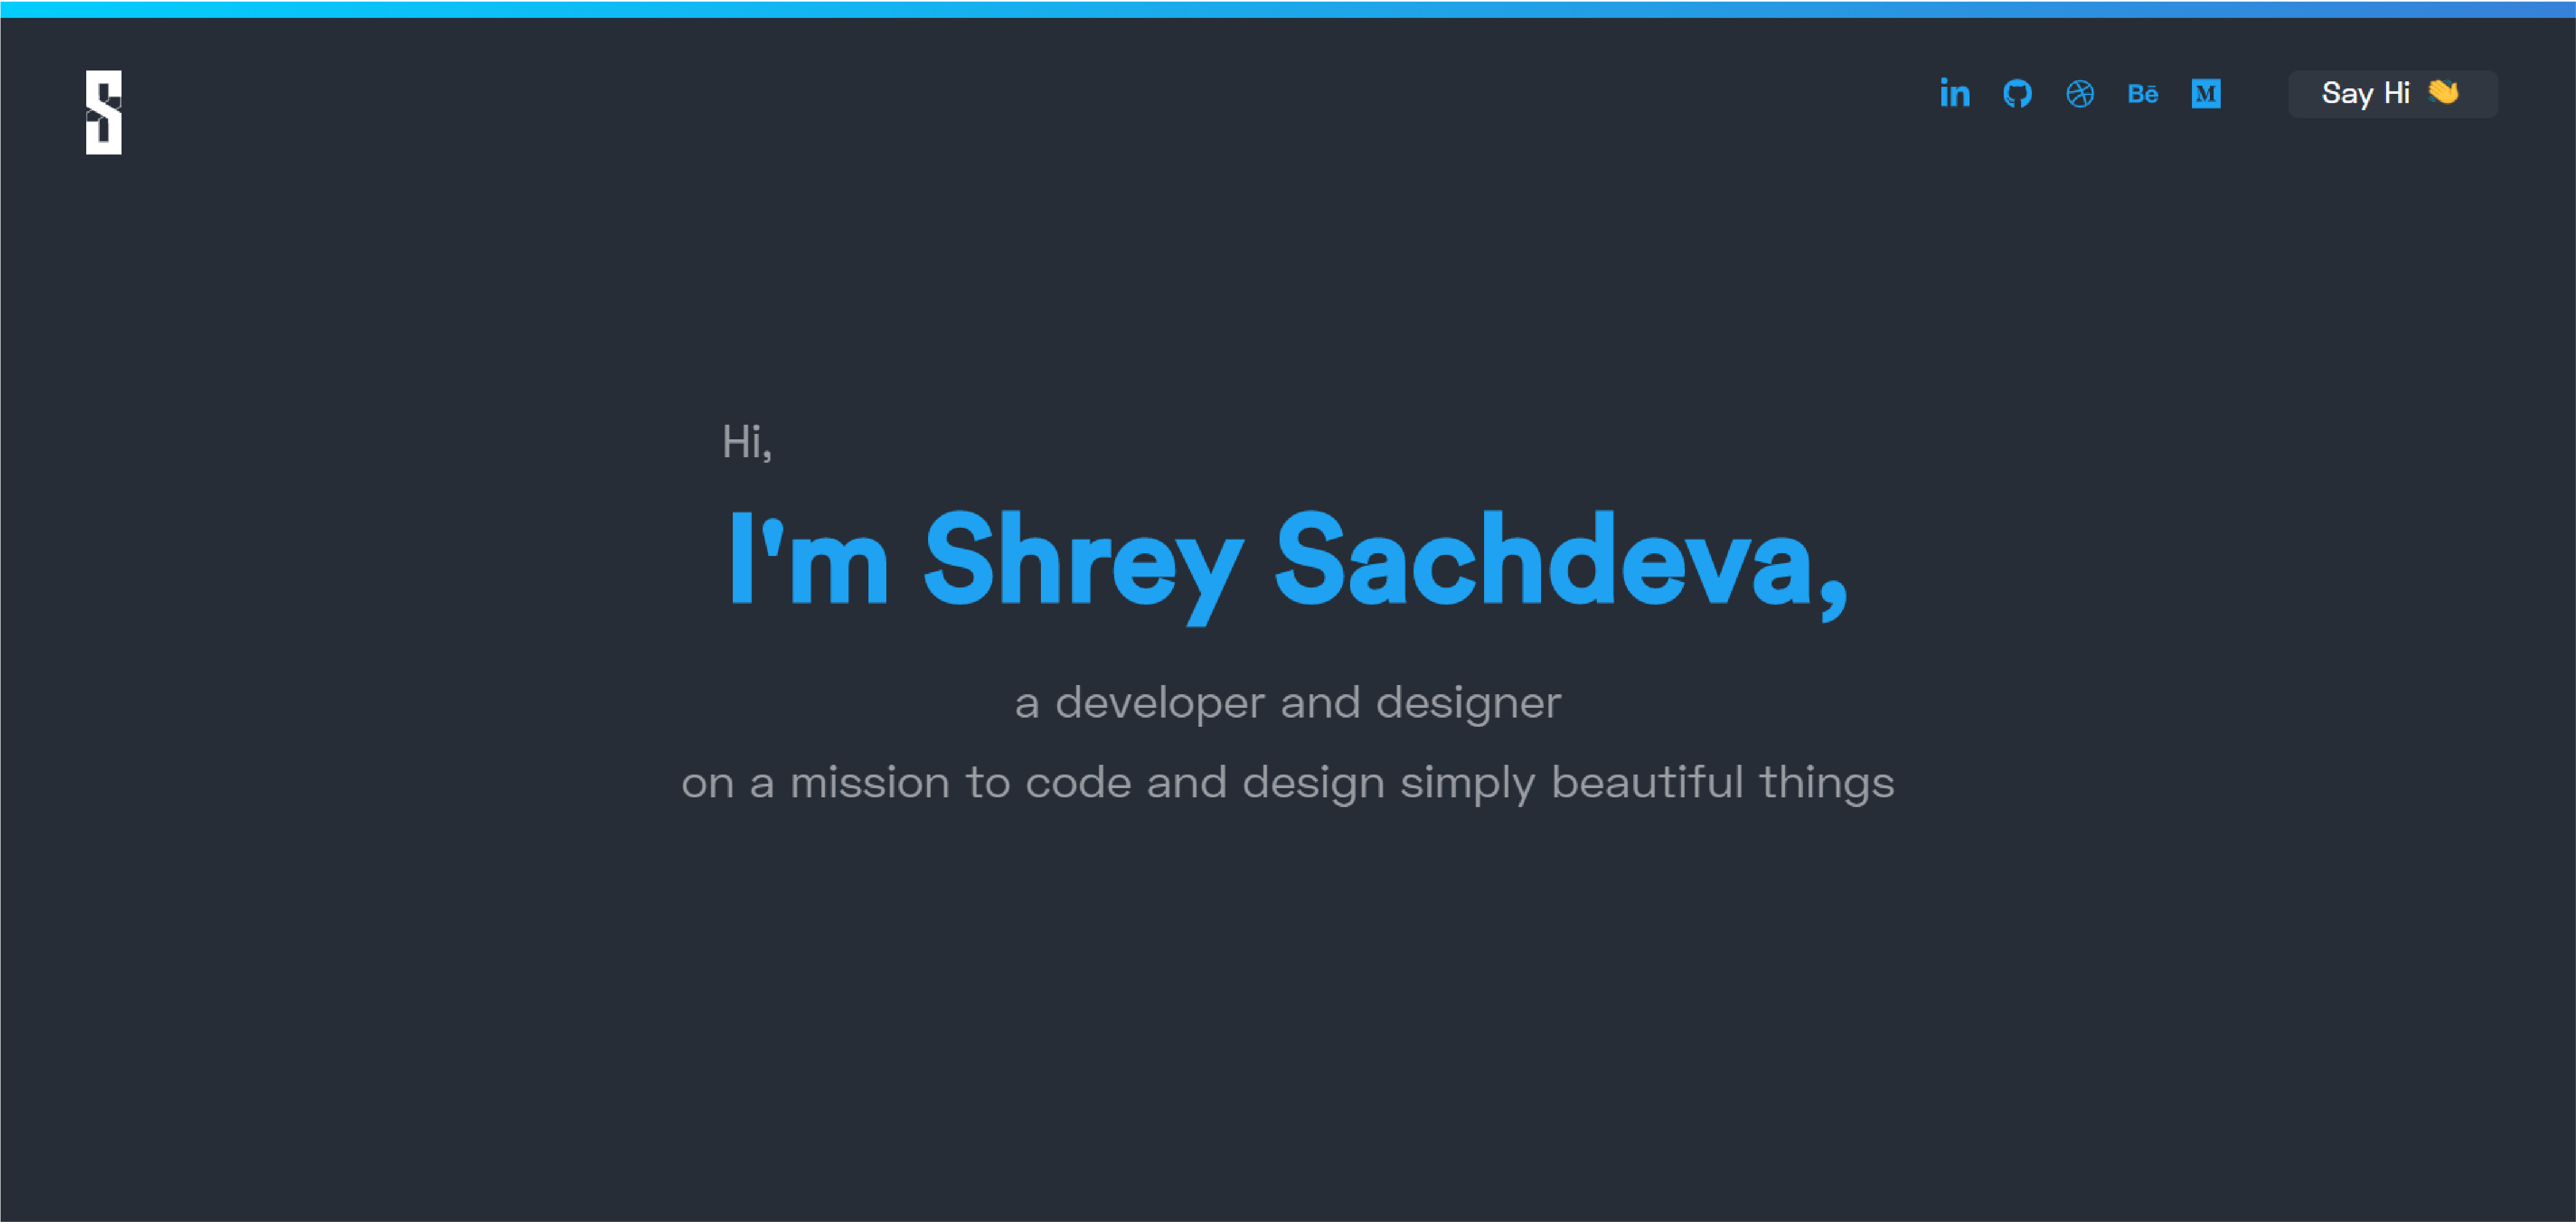 S
in Bē M Say Hi 👋
Hi,
I'm Shrey Sachdeva,
a developer and designer
on a mission to code and design simply beautiful things